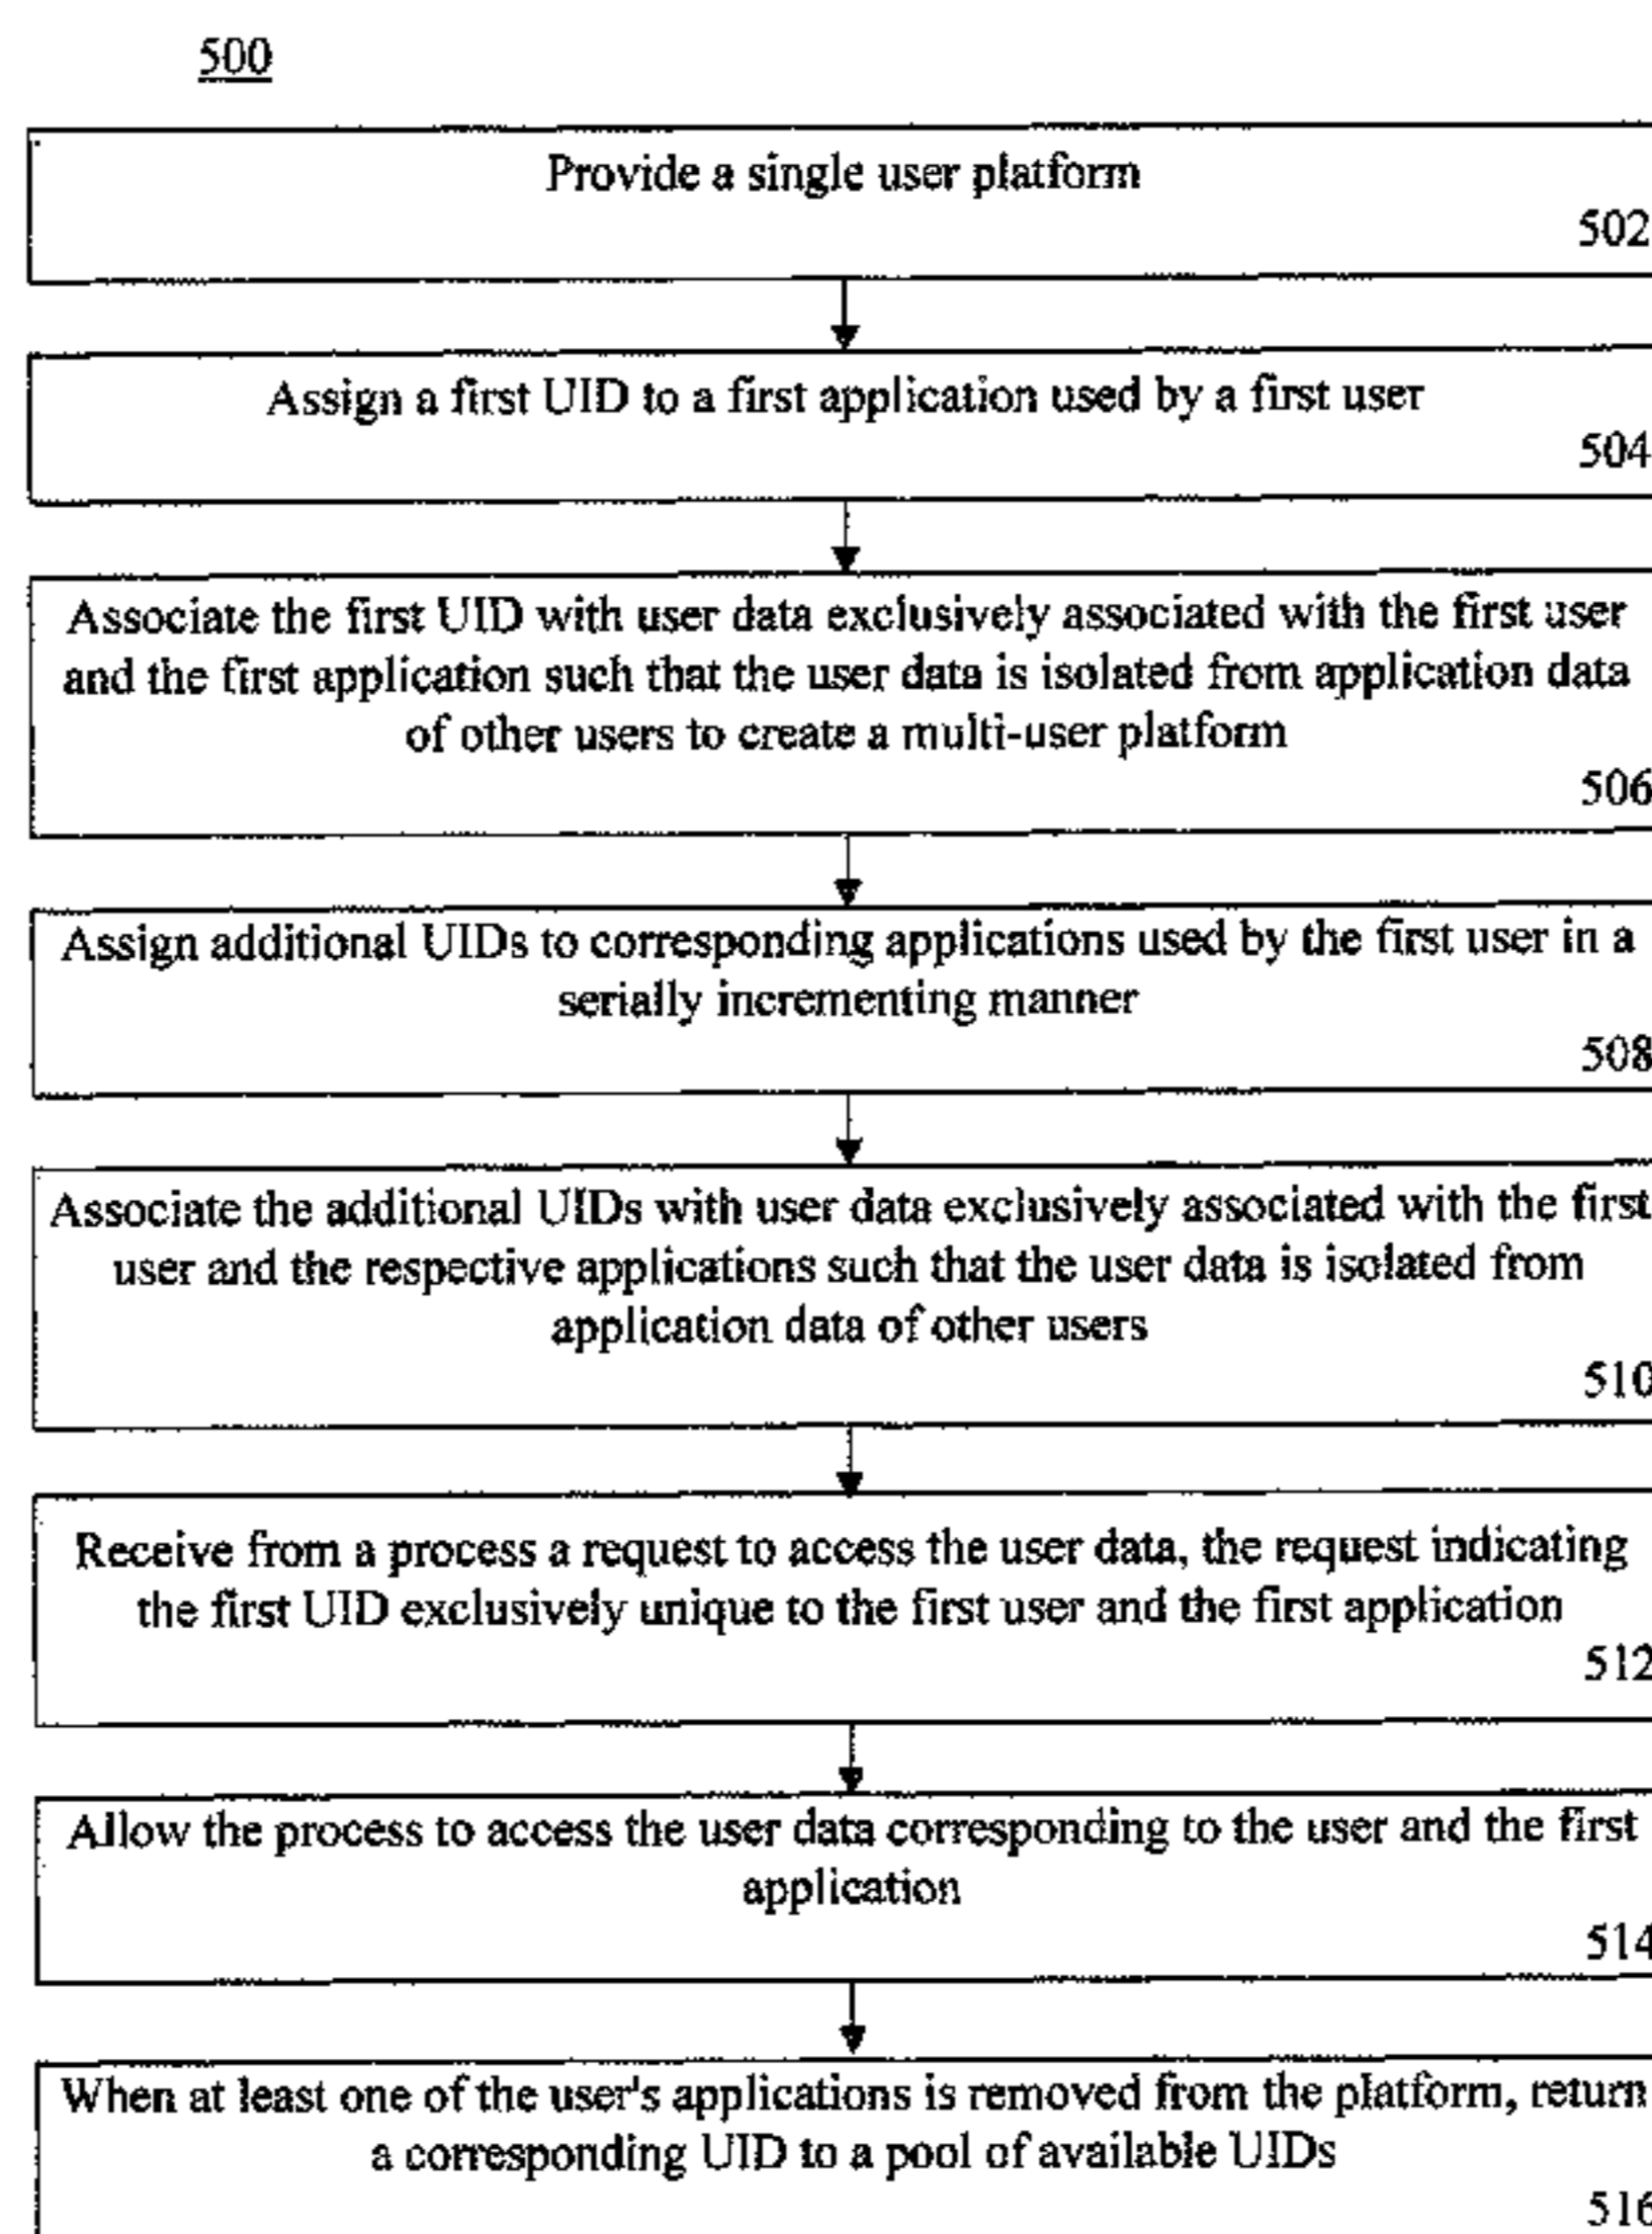 500
Provide a single user platform
502
Assign a first UID to a first application used by a first user
504
Associate the first UID with user data exclusively associated with the first user
and the first application such that the user data is isolated from application data
of other users to create a multi-user platform
506
Assign additional UIDs to corresponding applications used by the first user in a
serially incrementing manner
508
Associate the additional UIDs with user data exclusively associated with the first
user and the respective applications such that the user data is isolated from
application data of other users
510
Receive from a process a request to access the user data, the request indicating
the first UID exclusively unique to the first user and the first application
512
Allow the process to access the user data corresponding to the user and the first
application
514
When at least one of the user's applications is removed from the platform, return
a corresponding UID to a pool of available UIDs
516